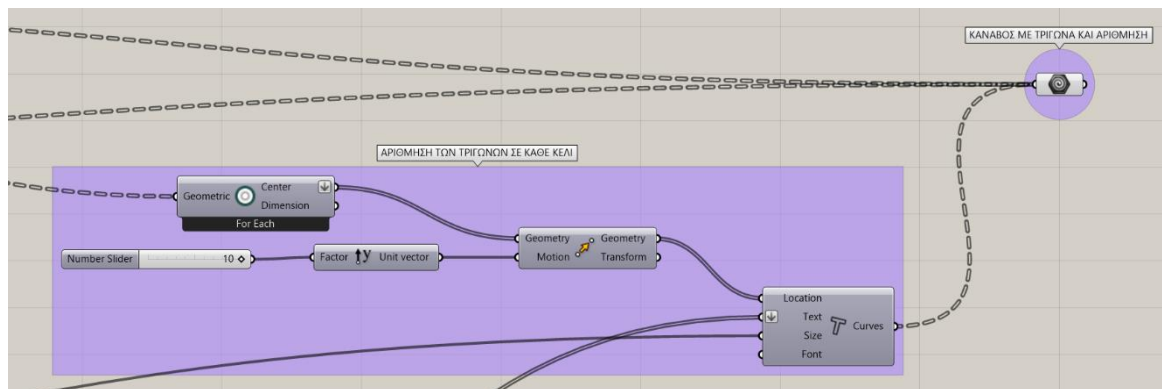 ΚΑΝΑΒΟΣ ΜΕ ΤΡΙΓΩΝΑ ΚΑΙ ΑΡΙΘΜΗΣΗ
ΑΡΙΘΜΗΣΗ ΤΩΝ ΤΡΙΓΩΝΩΝ ΣΕ ΚΑΘΕ ΚΕΛΙ
Geometric Center
Dimension
For Each
Number Slider 10
Factor y Unit vector
Geometry Geometry
Motion Transform
Location
Text
Size
Font
Curves